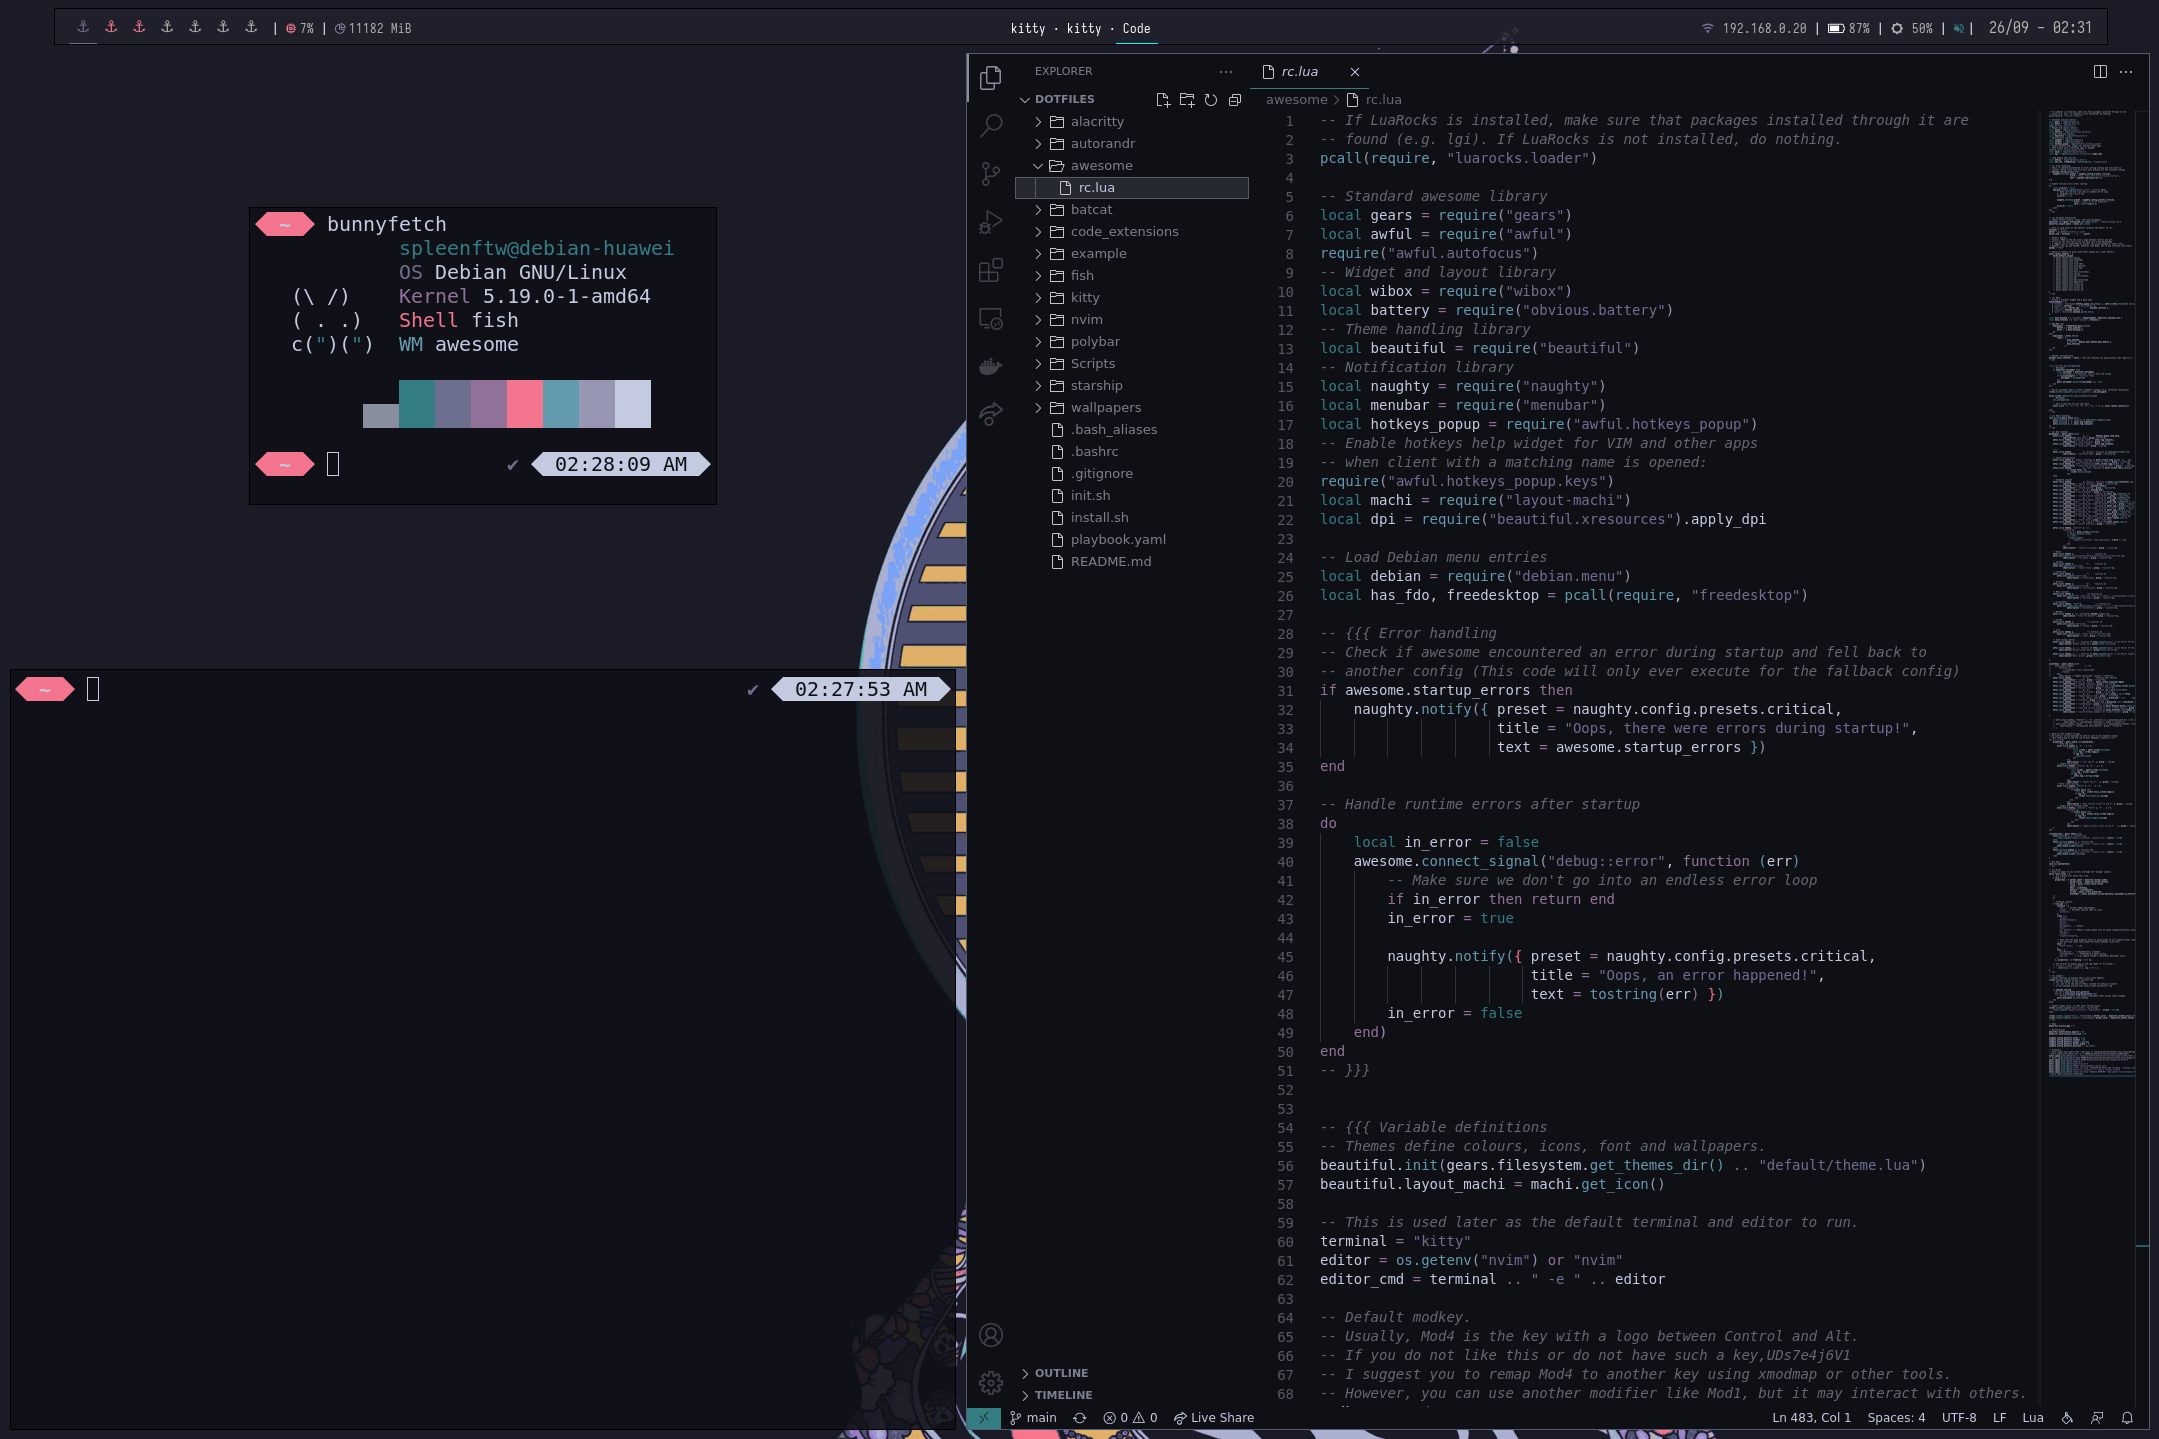 | 7% | 11182 MiB
kitty · kitty · Code
192.168.0.20 | 87% | 50% | | 26/09 - 02:31
~ bunnyfetch
spleenftw@debian-huawei
OS Debian GNU/Linux
(\ /) Kernel 5.19.0-1-amd64
( . .) Shell fish
c(")(") WM awesome
~ ✔ 02:28:09 AM
~ ✔ 02:27:53 AM
EXPLORER ···
DOTFILES
alacritty
autorandr
awesome
rc.lua
batcat
code_extensions
example
fish
kitty
nvim
polybar
Scripts
starship
wallpapers
.bash_aliases
.bashrc
.gitignore
init.sh
install.sh
playbook.yaml
README.md
OUTLINE
TIMELINE
rc.lua
awesome > rc.lua
1 -- If LuaRocks is installed, make sure that packages installed through it are
2 -- found (e.g. lgi). If LuaRocks is not installed, do nothing.
3 pcall(require, "luarocks.loader")
4
5 -- Standard awesome library
6 local gears = require("gears")
7 local awful = require("awful")
8 require("awful.autofocus")
9 -- Widget and layout library
10 local wibox = require("wibox")
11 local battery = require("obvious.battery")
12 -- Theme handling library
13 local beautiful = require("beautiful")
14 -- Notification library
15 local naughty = require("naughty")
16 local menubar = require("menubar")
17 local hotkeys_popup = require("awful.hotkeys_popup")
18 -- Enable hotkeys help widget for VIM and other apps
19 -- when client with a matching name is opened:
20 require("awful.hotkeys_popup.keys")
21 local machi = require("layout-machi")
22 local dpi = require("beautiful.xresources").apply_dpi
23
24 -- Load Debian menu entries
25 local debian = require("debian.menu")
26 local has_fdo, freedesktop = pcall(require, "freedesktop")
27
28 -- {{{ Error handling
29 -- Check if awesome encountered an error during startup and fell back to
30 -- another config (This code will only ever execute for the fallback config)
31 if awesome.startup_errors then
32 naughty.notify({ preset = naughty.config.presets.critical,
33 title = "Oops, there were errors during startup!",
34 text = awesome.startup_errors })
35 end
36
37 -- Handle runtime errors after startup
38 do
39 local in_error = false
40 awesome.connect_signal("debug::error", function (err)
41 -- Make sure we don't go into an endless error loop
42 if in_error then return end
43 in_error = true
44
45 naughty.notify({ preset = naughty.config.presets.critical,
46 title = "Oops, an error happened!",
47 text = tostring(err) })
48 in_error = false
49 end)
50 end
51 -- }}}
52
53
54 -- {{{ Variable definitions
55 -- Themes define colours, icons, font and wallpapers.
56 beautiful.init(gears.filesystem.get_themes_dir() .. "default/theme.lua")
57 beautiful.layout_machi = machi.get_icon()
58
59 -- This is used later as the default terminal and editor to run.
60 terminal = "kitty"
61 editor = os.getenv("nvim") or "nvim"
62 editor_cmd = terminal .. " -e " .. editor
63
64 -- Default modkey.
65 -- Usually, Mod4 is the key with a logo between Control and Alt.
66 -- If you do not like this or do not have such a key,UDs7e4j6V1
67 -- I suggest you to remap Mod4 to another key using xmodmap or other tools.
68 -- However, you can use another modifier like Mod1, but it may interact with others.
main 0 0 Live Share
Ln 483, Col 1 Spaces: 4 UTF-8 LF Lua